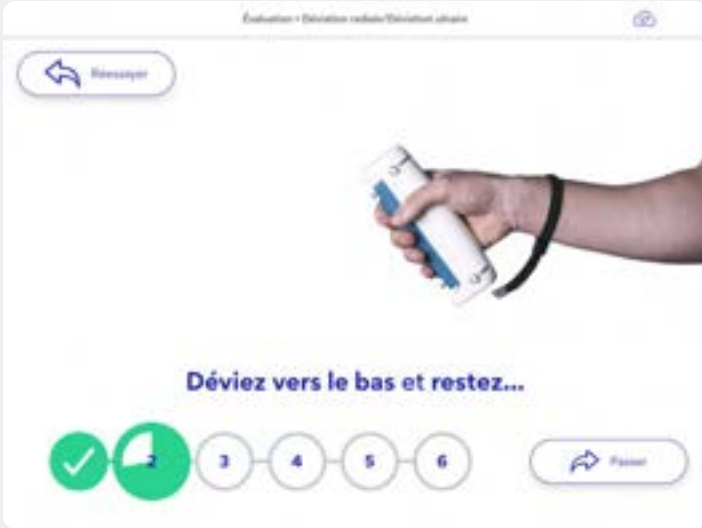 Évaluation > Déviation radiale/Déviation ulnaire
Réessayer
Déviez vers le bas et restez...
2 3 4 5 6
Passer